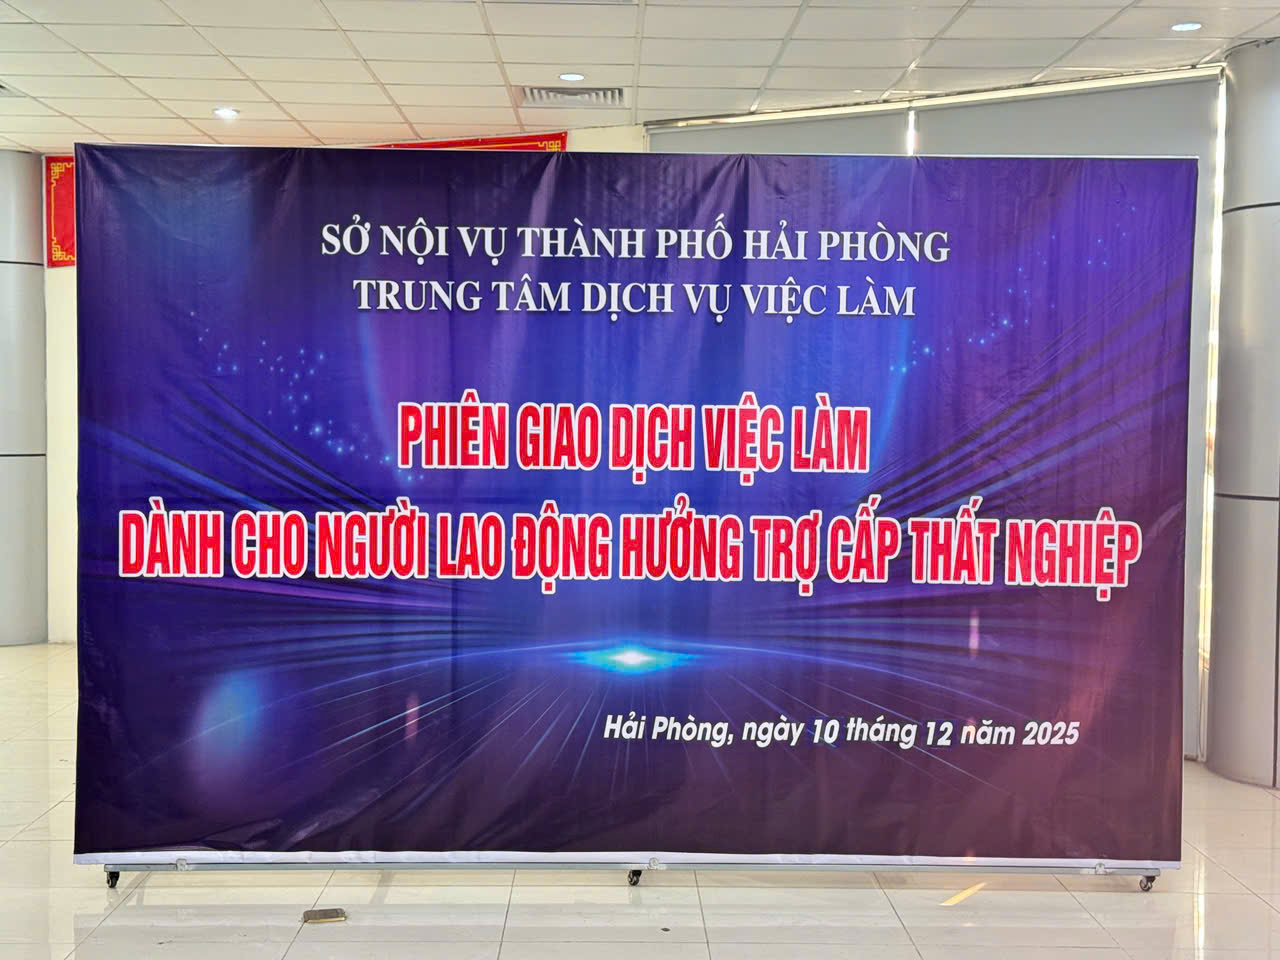 SỞ NỘI VỤ THÀNH PHỐ HẢI PHÒNG
TRUNG TÂM DỊCH VỤ VIỆC LÀM
PHIÊN GIAO DỊCH VIỆC LÀM
DÀNH CHO NGƯỜI LAO ĐỘNG HƯỞNG TRỢ CẤP THẤT NGHIỆP
Hải Phòng, ngày 10 tháng 12 năm 2025